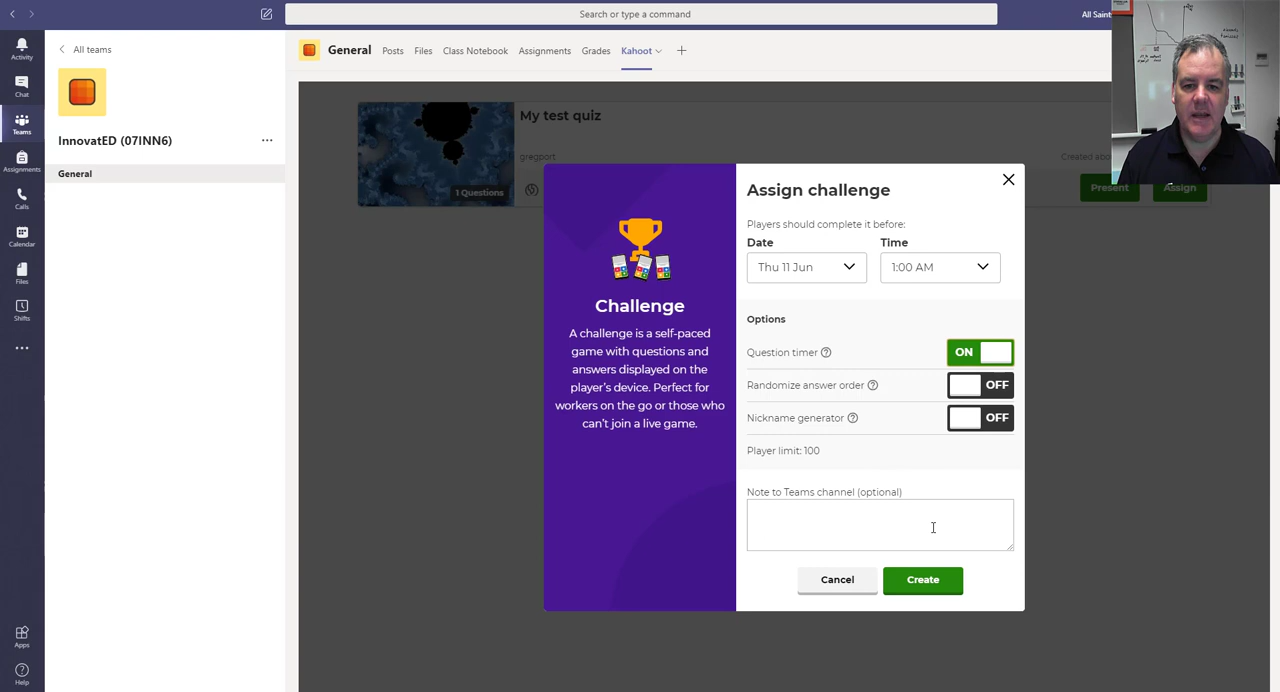 Search or type a command
All Saint
Activity
Chat
Teams
Assignments
Calls
Calendar
Files
Shifts
Apps
Help
All teams
InnovatED (07INN6)
General
General
Posts
Files
Class Notebook
Assignments
Grades
Kahoot
My test quiz
gregport
1 Questions
Created abo
Present
Assign
Challenge
A challenge is a self-paced
game with questions and
answers displayed on the
player's device. Perfect for
workers on the go or those who
can't join a live game.
Assign challenge
Players should complete it before:
Date
Time
Thu 11 Jun
1:00 AM
Options
Question timer
ON
Randomize answer order
OFF
Nickname generator
OFF
Player limit: 100
Note to Teams channel (optional)
Cancel
Create